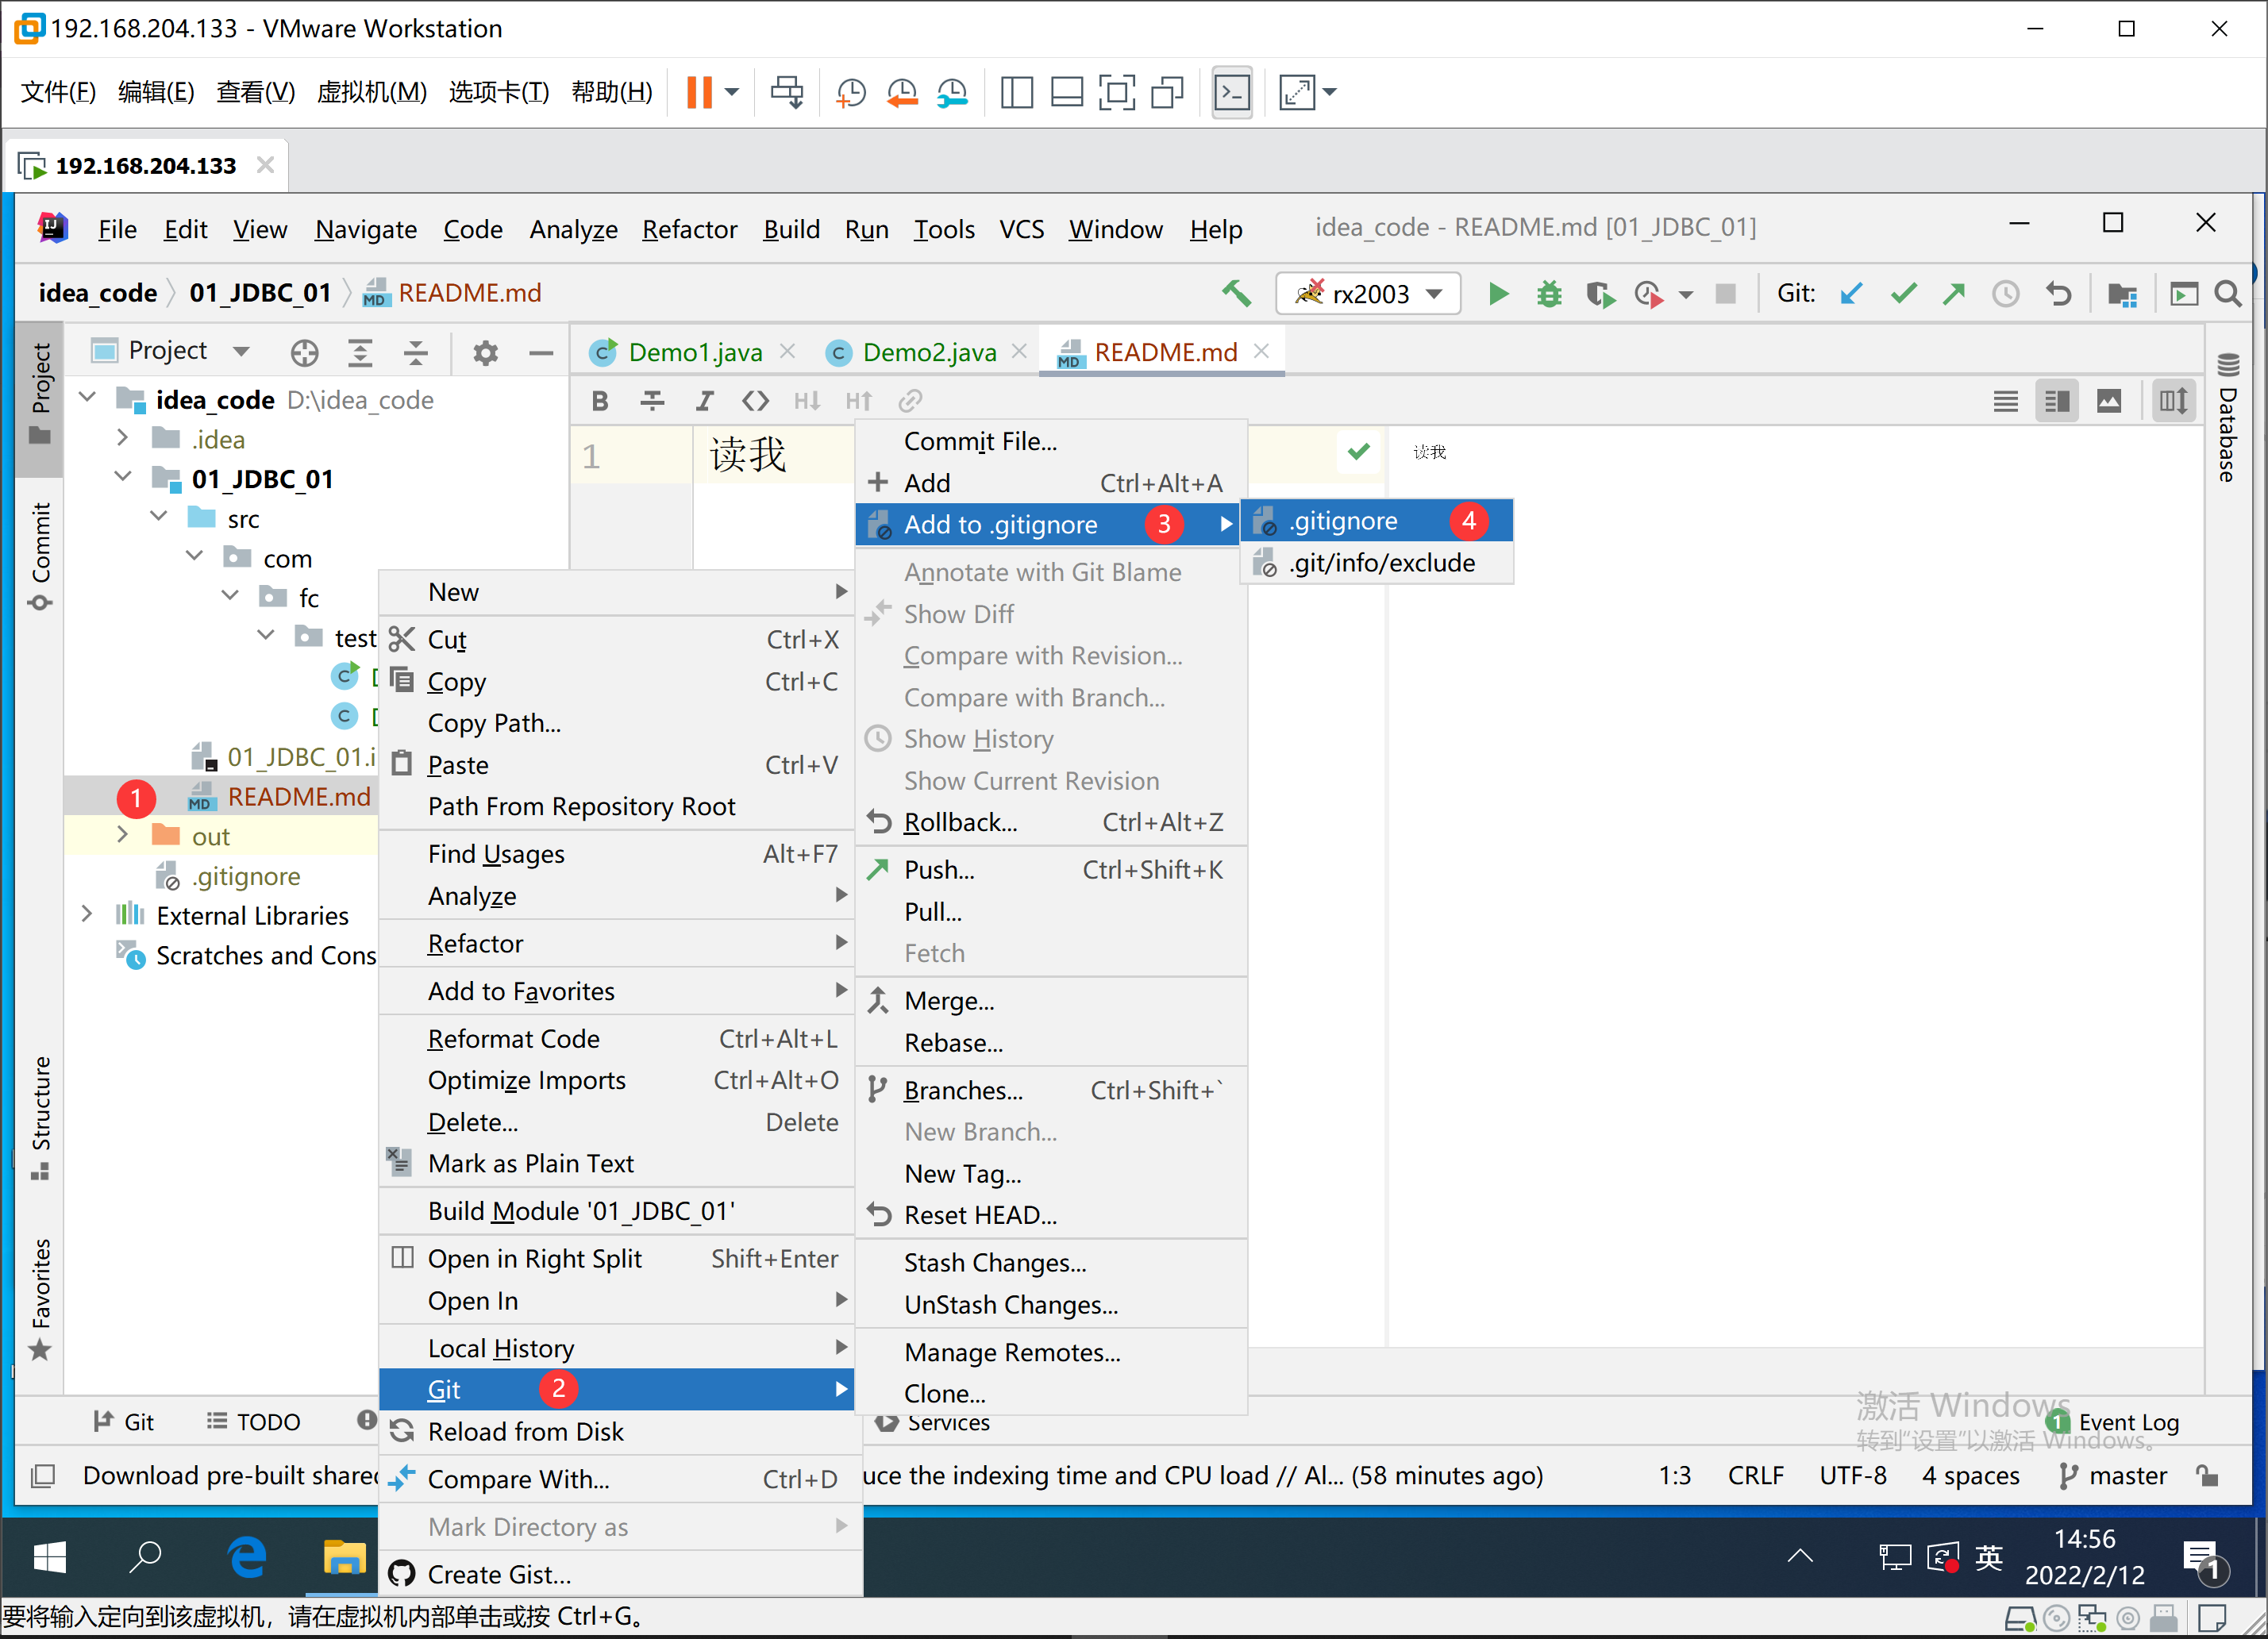 192.168.204.133 - VMware Workstation
文件(F) 编辑(E) 查看(V) 虚拟机(M) 选项卡(T) 帮助(H)
192.168.204.133
File Edit View Navigate Code Analyze Refactor Build Run Tools VCS Window Help idea_code - README.md [01_JDBC_01]
idea_code 01_JDBC_01 README.md rx2003 Git:
Project
Demo1.java Demo2.java README.md
idea_code D:\idea_code
.idea
01_JDBC_01
src
com
fc
test
01_JDBC_01.i
1 README.md
out
.gitignore
External Libraries
Scratches and Cons
Project
Commit
Structure
Favorites
Database
1 读我
读我
New
Cut Ctrl+X
Copy Ctrl+C
Copy Path...
Paste Ctrl+V
Path From Repository Root
Find Usages Alt+F7
Analyze
Refactor
Add to Favorites
Reformat Code Ctrl+Alt+L
Optimize Imports Ctrl+Alt+O
Delete... Delete
Mark as Plain Text
Build Module '01_JDBC_01'
Open in Right Split Shift+Enter
Open In
Local History
Git 2
Reload from Disk
Compare With... Ctrl+D
Mark Directory as
Create Gist...
Commit File...
Add Ctrl+Alt+A
Add to .gitignore 3
Annotate with Git Blame
Show Diff
Compare with Revision...
Compare with Branch...
Show History
Show Current Revision
Rollback... Ctrl+Alt+Z
Push... Ctrl+Shift+K
Pull...
Fetch
Merge...
Rebase...
Branches... Ctrl+Shift+`
New Branch...
New Tag...
Reset HEAD...
Stash Changes...
UnStash Changes...
Manage Remotes...
Clone...
.gitignore 4
.git/info/exclude
激活 Windows
转到“设置”以激活 Windows。
Git TODO Services 1 Event Log
Download pre-built shared uce the indexing time and CPU load // Al... (58 minutes ago) 1:3 CRLF UTF-8 4 spaces master
英 14:56
2022/2/12 1
要将输入定向到该虚拟机，请在虚拟机内部单击或按 Ctrl+G。